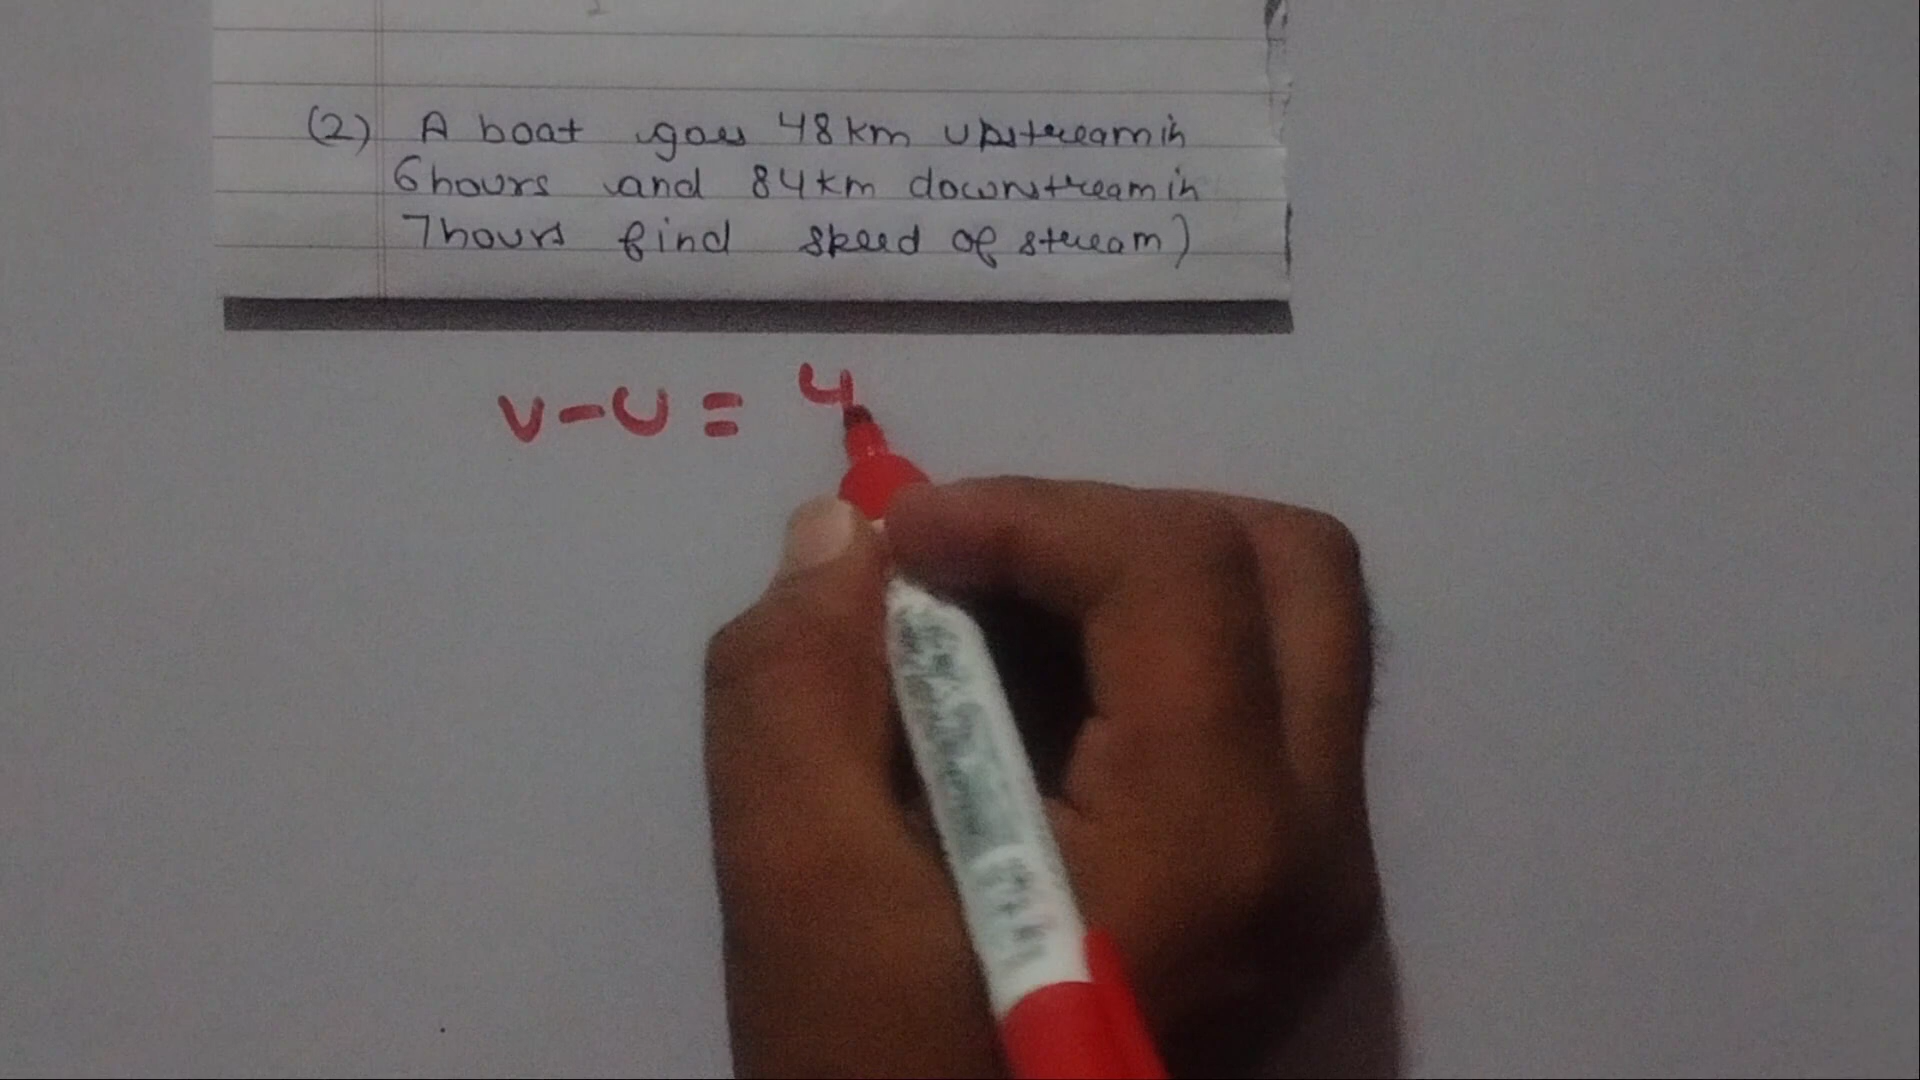 (2) A boat goes 48 km upstream in
6 hours and 84 km downstream in
7 hours find speed of stream)
v - u = 4